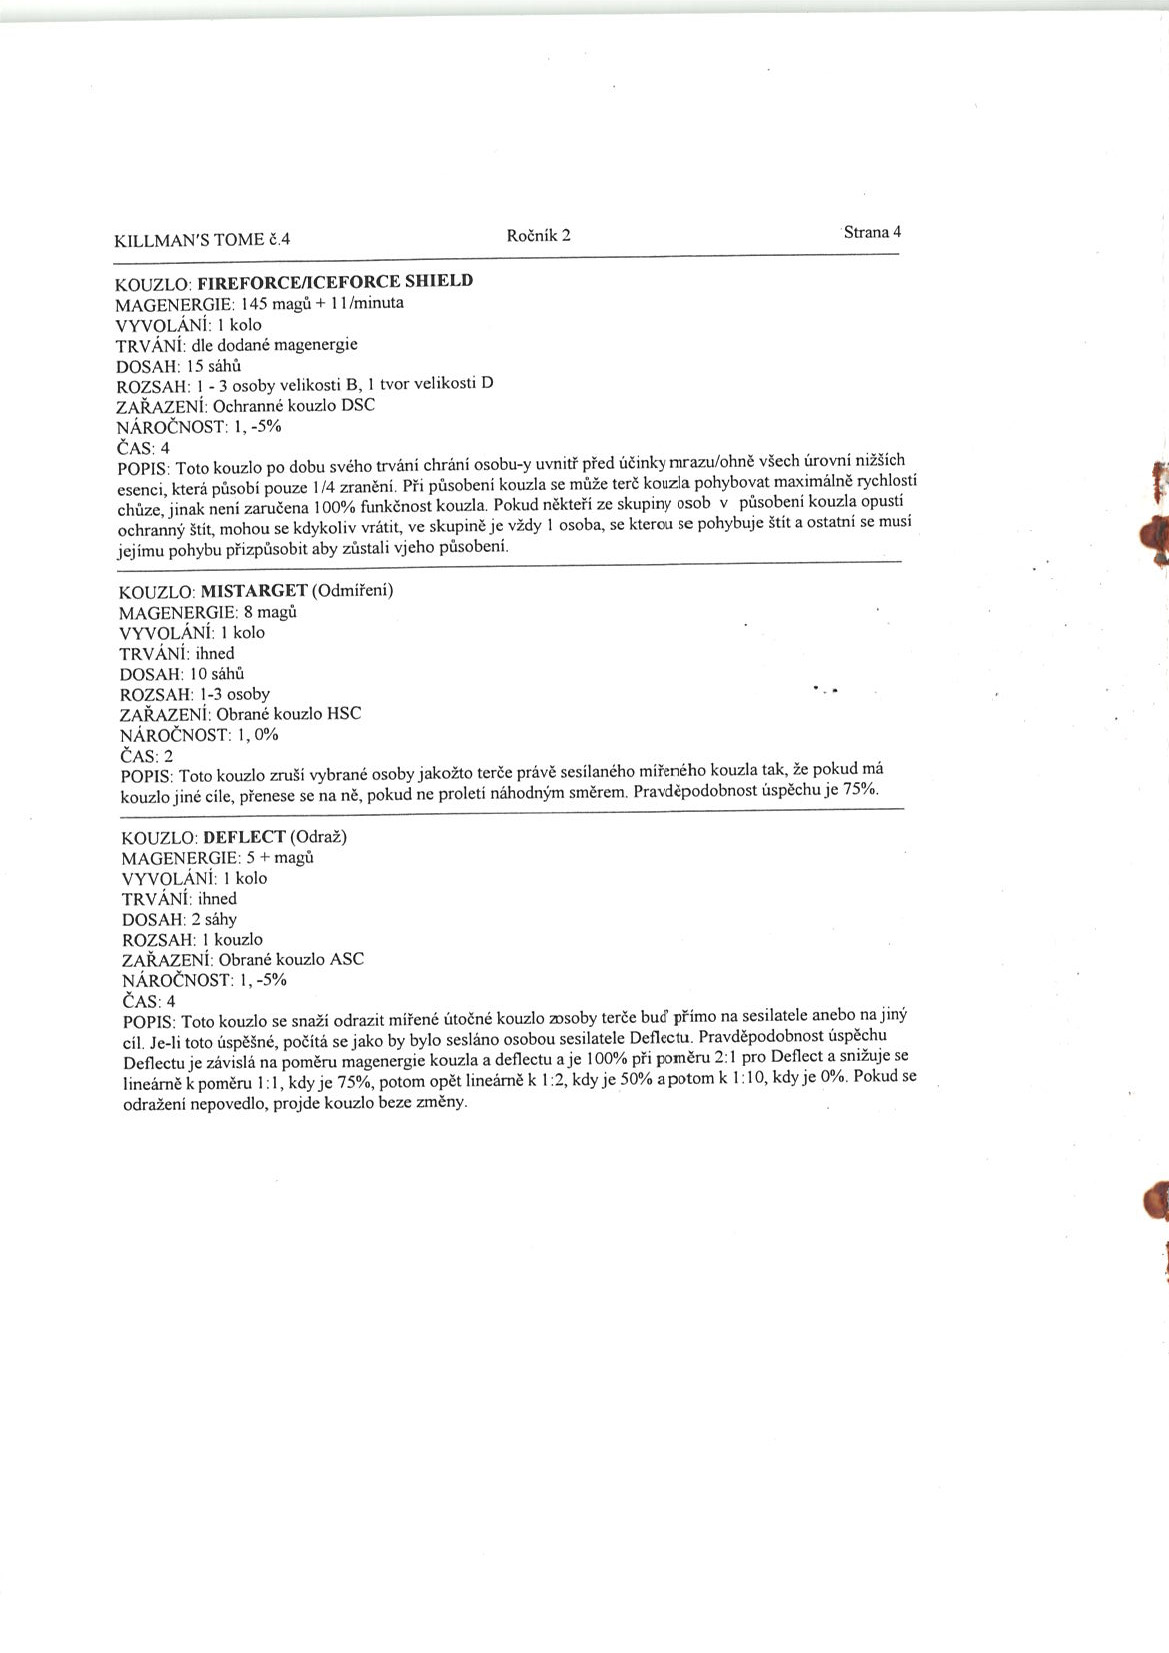 KILLMAN'S TOME č.4 Ročník 2 Strana 4
KOUZLO: FIREFORCE/ICEFORCE SHIELD
MAGENERGIE: 145 magů + 11/minuta
VYVOLÁNÍ: 1 kolo
TRVÁNÍ: dle dodané magenergie
DOSAH: 15 sáhů
ROZSAH: 1 - 3 osoby velikosti B, 1 tvor velikosti D
ZAŘAZENÍ: Ochranné kouzlo DSC
NÁROČNOST: 1, -5%
ČAS: 4
POPIS: Toto kouzlo po dobu svého trvání chrání osobu-y uvnitř před účinky mrazu/ohně všech úrovní nižších
esenci, která působí pouze 1/4 zranění. Při působení kouzla se může terč kouzla pohybovat maximálně rychlostí
chůze, jinak není zaručena 100% funkčnost kouzla. Pokud někteří ze skupiny osob v působení kouzla opustí
ochranný štít, mohou se kdykoliv vrátit, ve skupině je vždy 1 osoba, se kterou se pohybuje štít a ostatní se musí
jejímu pohybu přizpůsobit aby zůstali vjeho působení.
KOUZLO: MISTARGET (Odmíření)
MAGENERGIE: 8 magů
VYVOLÁNÍ: 1 kolo
TRVÁNÍ: ihned
DOSAH: 10 sáhů
ROZSAH: 1-3 osoby
ZAŘAZENÍ: Obrané kouzlo HSC
NÁROČNOST: 1, 0%
ČAS: 2
POPIS: Toto kouzlo zruší vybrané osoby jakožto terče právě sesílaného mířeného kouzla tak, že pokud má
kouzlo jiné cíle, přenese se na ně, pokud ne proletí náhodným směrem. Pravděpodobnost úspěchu je 75%.
KOUZLO: DEFLECT (Odraž)
MAGENERGIE: 5 + magů
VYVOLÁNÍ: 1 kolo
TRVÁNÍ: ihned
DOSAH: 2 sáhy
ROZSAH: 1 kouzlo
ZAŘAZENÍ: Obrané kouzlo ASC
NÁROČNOST: 1, -5%
ČAS: 4
POPIS: Toto kouzlo se snaží odrazit mířené útočné kouzlo zosoby terče buď přímo na sesilatele anebo na jiný
cíl. Je-li toto úspěšné, počítá se jako by bylo sesláno osobou sesilatele Deflectu. Pravděpodobnost úspěchu
Deflectu je závislá na poměru magenergie kouzla a deflectu a je 100% při poměru 2:1 pro Deflect a snižuje se
lineárně k poměru 1:1, kdy je 75%, potom opět lineárně k 1:2, kdy je 50% a potom k 1:10, kdy je 0%. Pokud se
odražení nepovedlo, projde kouzlo beze změny.